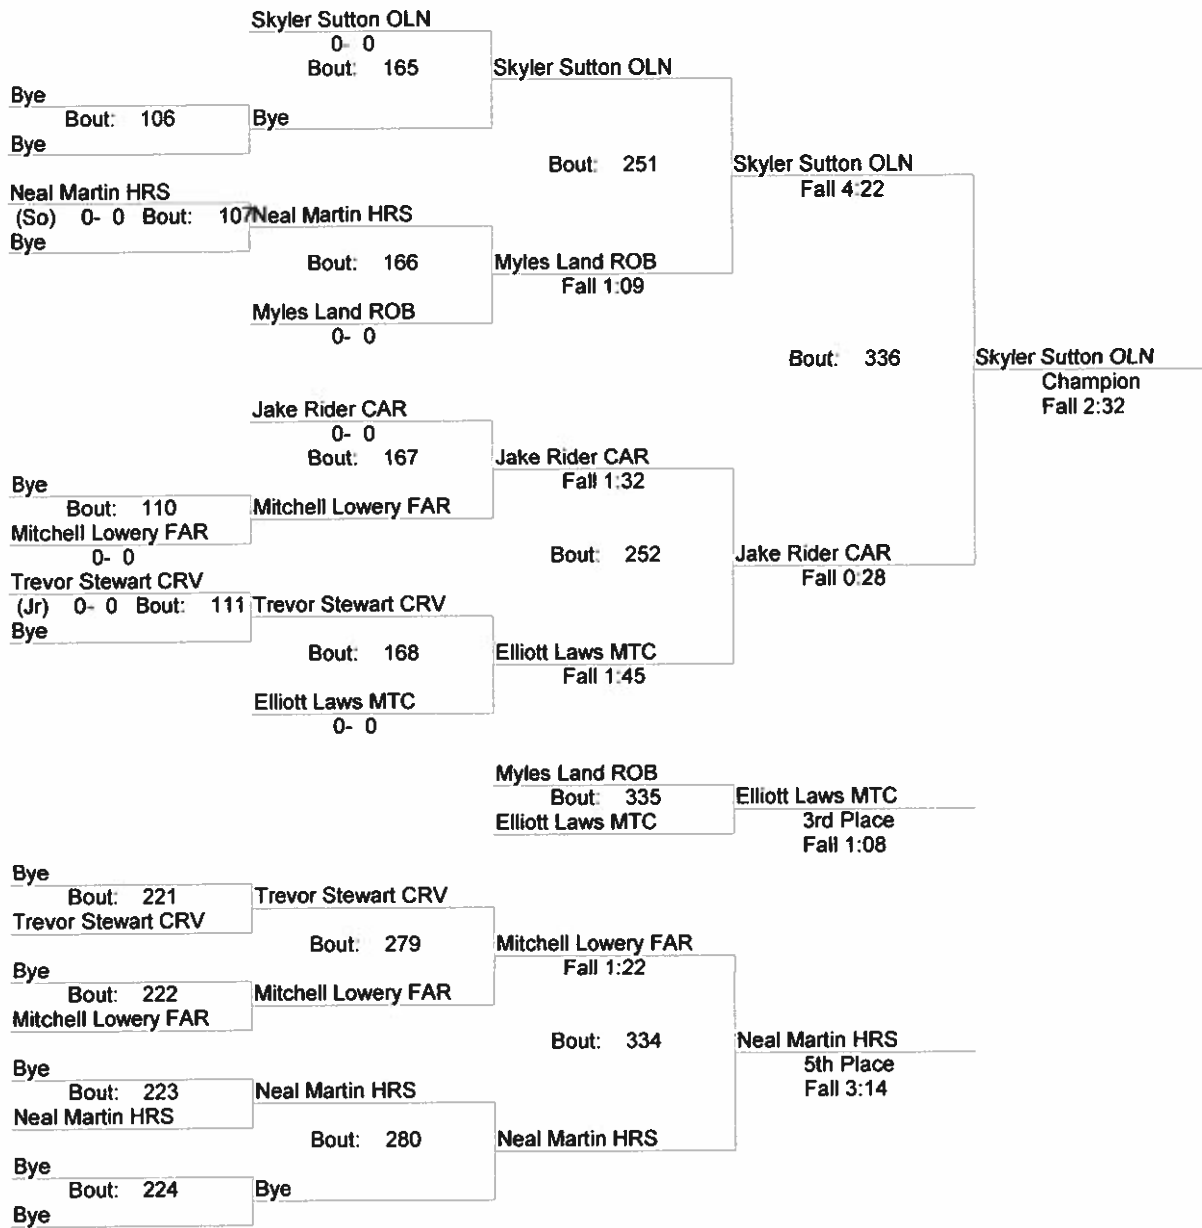 Skyler Sutton OLN
0- 0
Bout: 165 Skyler Sutton OLN
Bye
Bout: 106 Bye
Bye
Bout: 251 Skyler Sutton OLN
Fall 4:22
Neal Martin HRS
(So) 0- 0 Bout: 107 Neal Martin HRS
Bye
Bout: 166 Myles Land ROB
Fall 1:09
Myles Land ROB
0- 0
Bout: 336 Skyler Sutton OLN
Champion
Fall 2:32
Jake Rider CAR
0- 0
Bout: 167 Jake Rider CAR
Fall 1:32
Bye
Bout: 110 Mitchell Lowery FAR
Mitchell Lowery FAR
0- 0
Bout: 252 Jake Rider CAR
Fall 0:28
Trevor Stewart CRV
(Jr) 0- 0 Bout: 111 Trevor Stewart CRV
Bye
Bout: 168 Elliott Laws MTC
Fall 1:45
Elliott Laws MTC
0- 0
Myles Land ROB
Bout: 335 Elliott Laws MTC
Elliott Laws MTC 3rd Place
Fall 1:08
Bye
Bout: 221 Trevor Stewart CRV
Trevor Stewart CRV
Bout: 279 Mitchell Lowery FAR
Fall 1:22
Bye
Bout: 222 Mitchell Lowery FAR
Mitchell Lowery FAR
Bout: 334 Neal Martin HRS
5th Place
Fall 3:14
Bye
Bout: 223 Neal Martin HRS
Neal Martin HRS
Bout: 280 Neal Martin HRS
Bye
Bout: 224 Bye
Bye